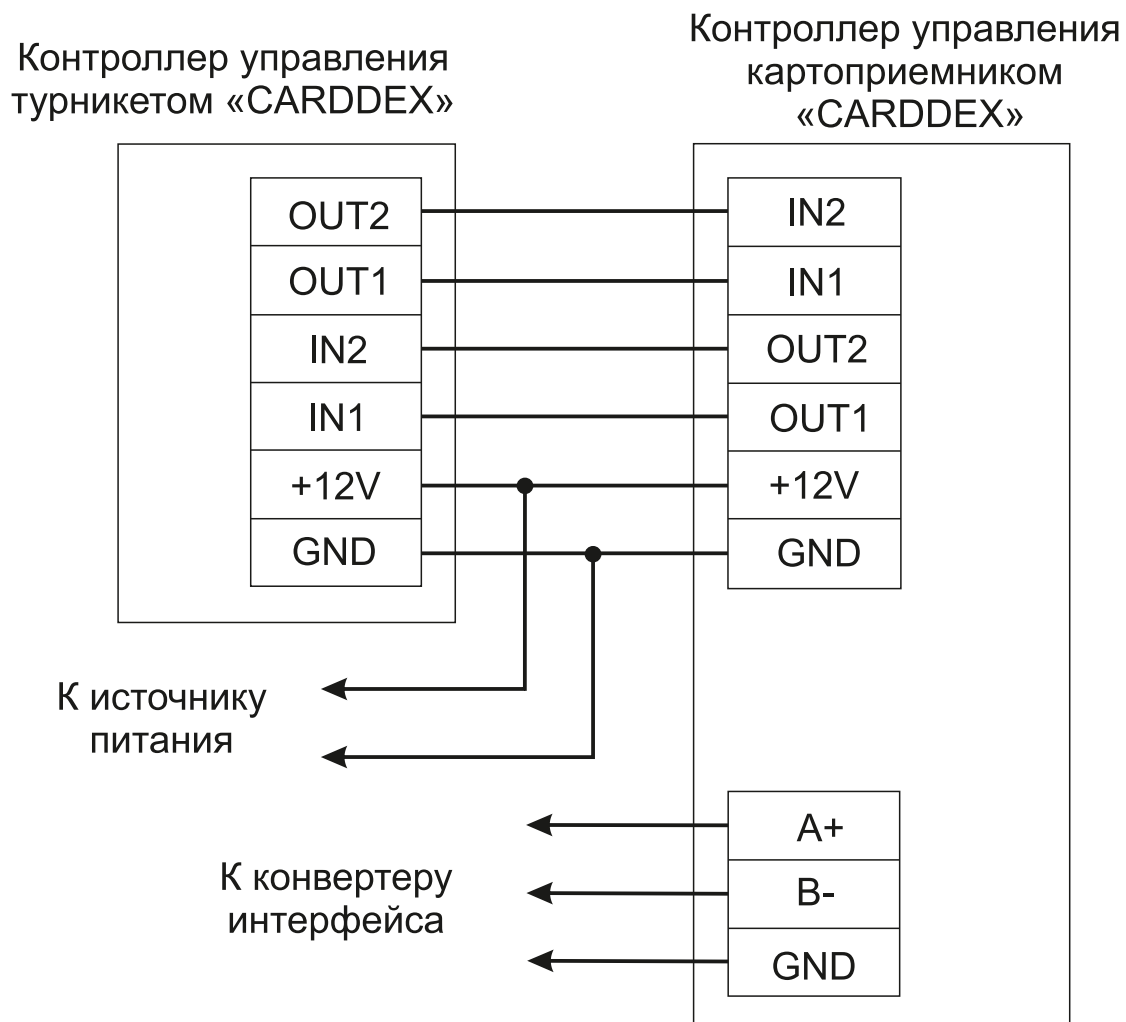 Контроллер управления
турникетом «CARDDEX»
Контроллер управления
картоприемником
«CARDDEX»
OUT2
OUT1
IN2
IN1
+12V
GND
IN2
IN1
OUT2
OUT1
+12V
GND
К источнику
питания
К конвертеру
интерфейса
A+
B-
GND